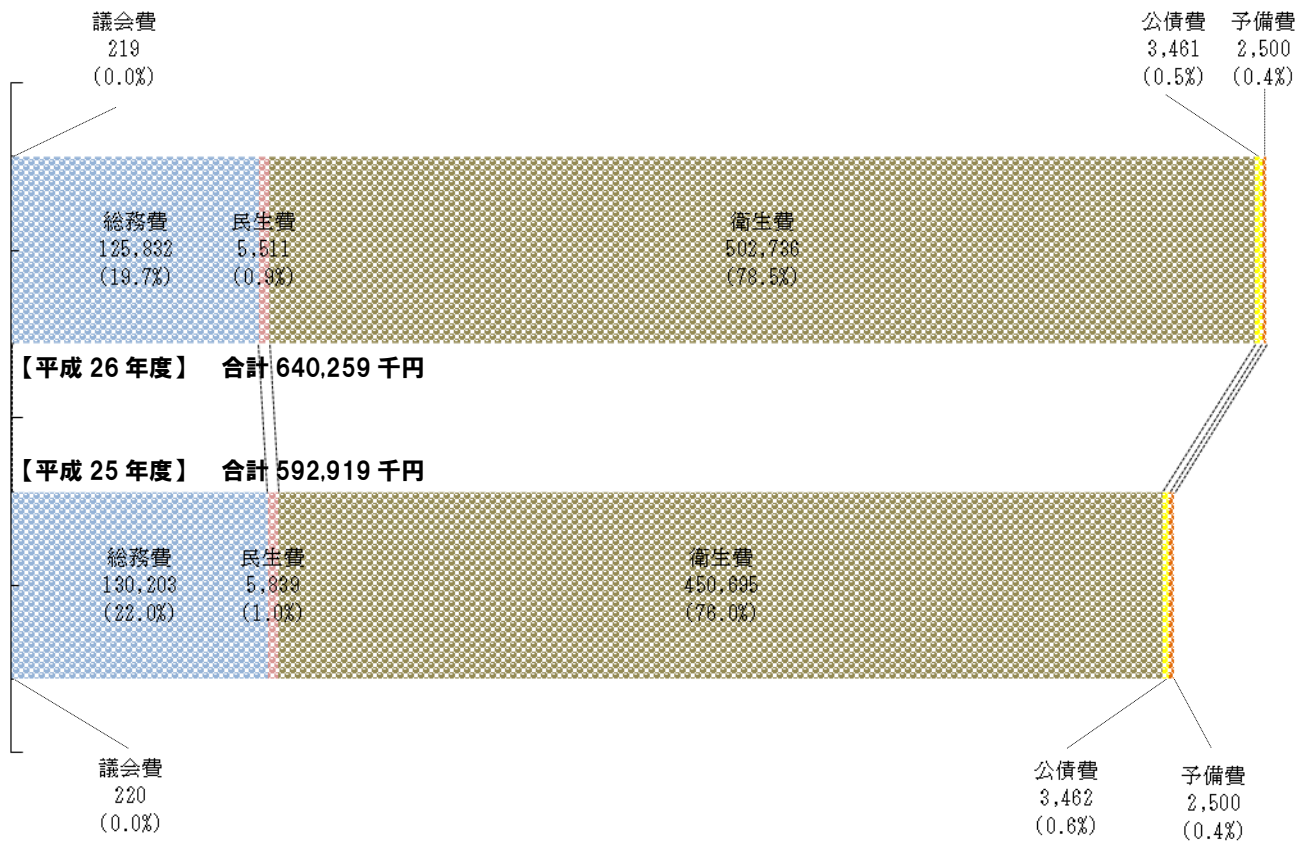 議会費
219
(0.0%)
公債費
3,461
(0.5%)
予備費
2,500
(0.4%)
総務費
125,832
(19.7%)
民生費
5,511
(0.9%)
衛生費
502,736
(78.5%)
【平成 26 年度】　合計 640,259 千円
【平成 25 年度】　合計 592,919 千円
総務費
130,203
(22.0%)
民生費
5,839
(1.0%)
衛生費
450,695
(76.0%)
議会費
220
(0.0%)
公債費
3,462
(0.6%)
予備費
2,500
(0.4%)